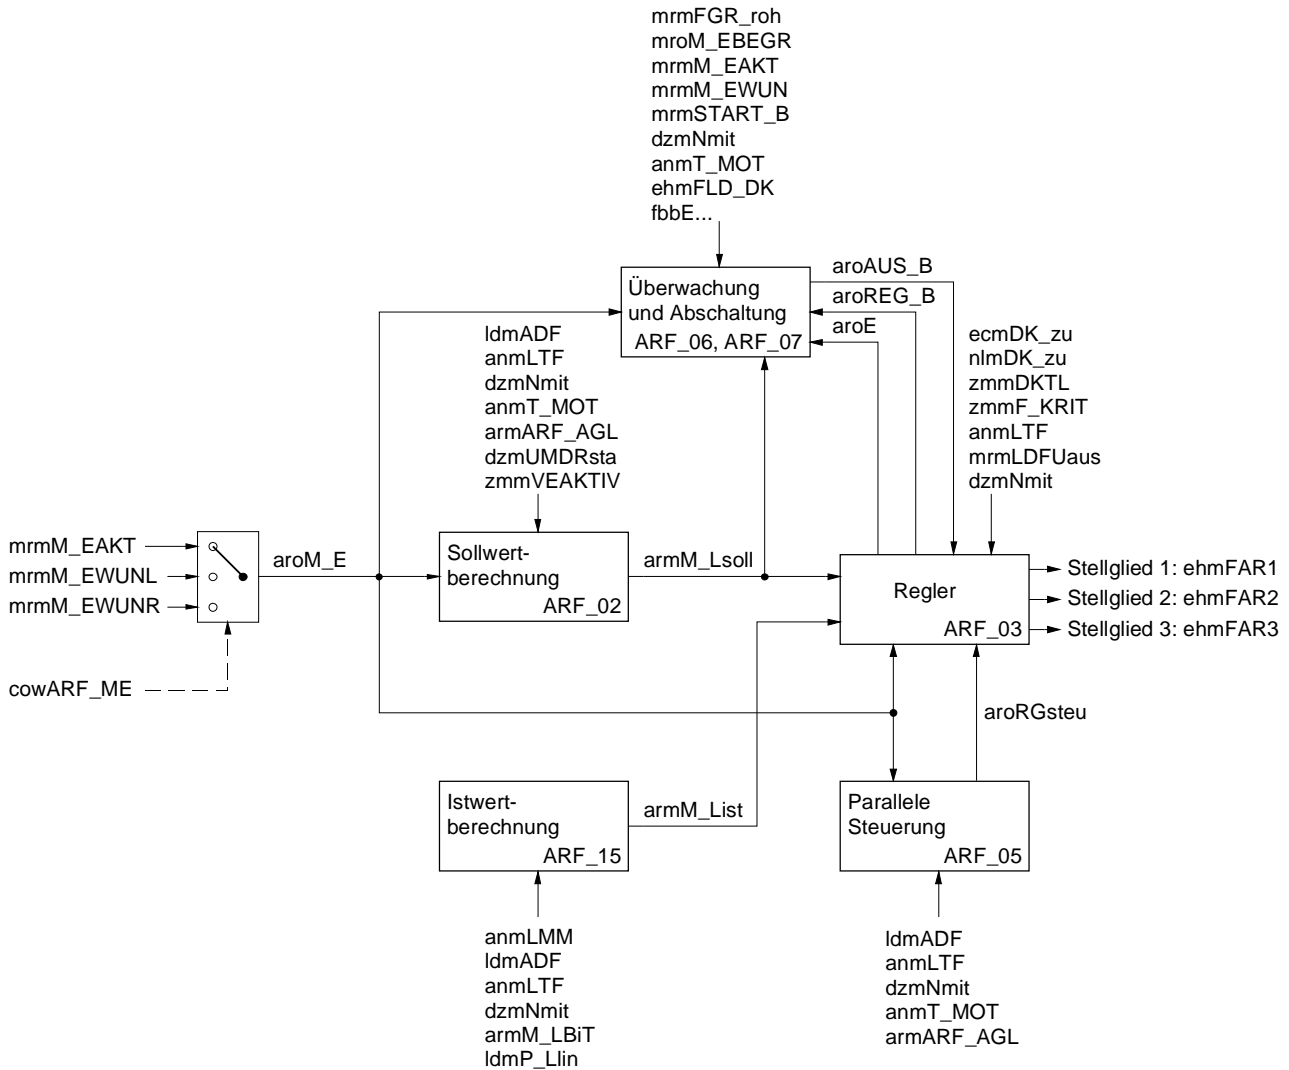 mrmFGR_roh
mroM_EBEGR
mrmM_EAKT
mrmM_EWUN
mrmSTART_B
dzmNmit
anmT_MOT
ehmFLD_DK
fbbE...
Überwachung
und Abschaltung
ARF_06, ARF_07
aroAUS_B
aroREG_B
aroE
ldmADF
anmLTF
dzmNmit
anmT_MOT
armARF_AGL
dzmUMDRsta
zmmVEAKTIV
ecmDK_zu
nlmDK_zu
zmmDKTL
zmmF_KRIT
anmLTF
mrmLDFUaus
dzmNmit
mrmM_EAKT
mrmM_EWUNL
mrmM_EWUNR
cowARF_ME
aroM_E
Sollwert-
berechnung
ARF_02
armM_Lsoll
Regler
ARF_03
Stellglied 1: ehmFAR1
Stellglied 2: ehmFAR2
Stellglied 3: ehmFAR3
aroRGsteu
Istwert-
berechnung
ARF_15
armM_List
Parallele
Steuerung
ARF_05
anmLMM
ldmADF
anmLTF
dzmNmit
armM_LBiT
ldmP_Llin
ldmADF
anmLTF
dzmNmit
anmT_MOT
armARF_AGL